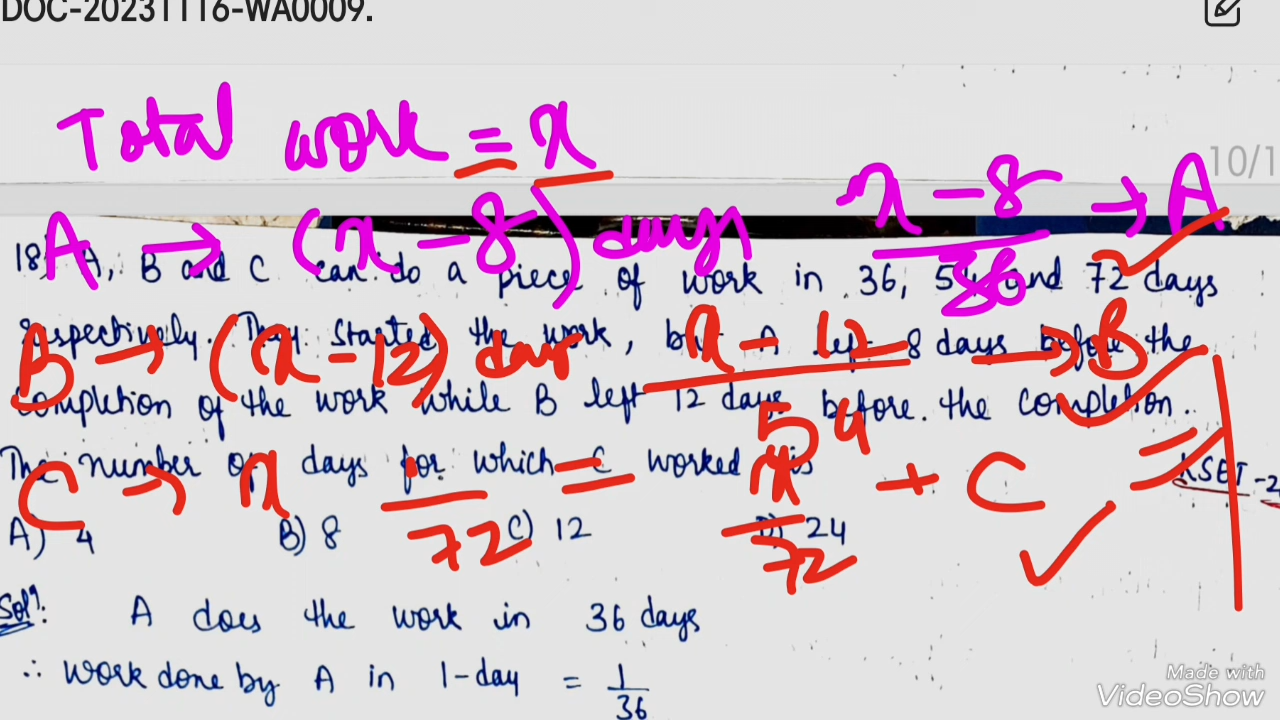 DOC-20231116-WA0009.
Total work = x
10/1
x - 8 → A
36
A → (x - 8) days
18. A, B and C can do a piece of work in 36, 54 and 72 days
respectively. They started the work, but A left 8 days before the
B → (x - 12) days x - 12 → B
54
completion of the work while B left 12 days before the completion.
The number of days for which C worked is
KSET-2
C → x = x → C
72 72
A) 4 B) 8 C) 12 D) 24
Solⁿ: A does the work in 36 days
∴ work done by A in 1-day = 1/36
Made with
VideoShow